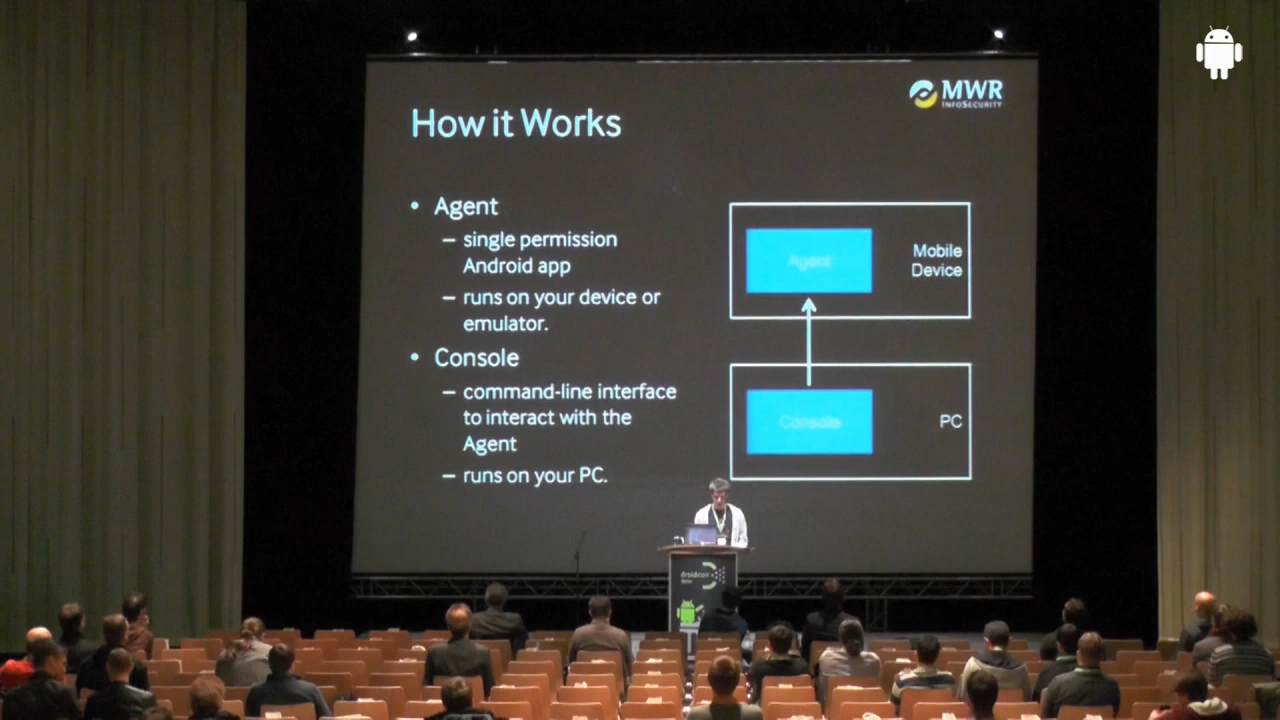 MWR
INFOSECURITY
How it Works
• Agent
– single permission
Android app
– runs on your device or
emulator.
• Console
– command-line interface
to interact with the
Agent
– runs on your PC.
Agent
Mobile
Device
Console
PC
droidcon